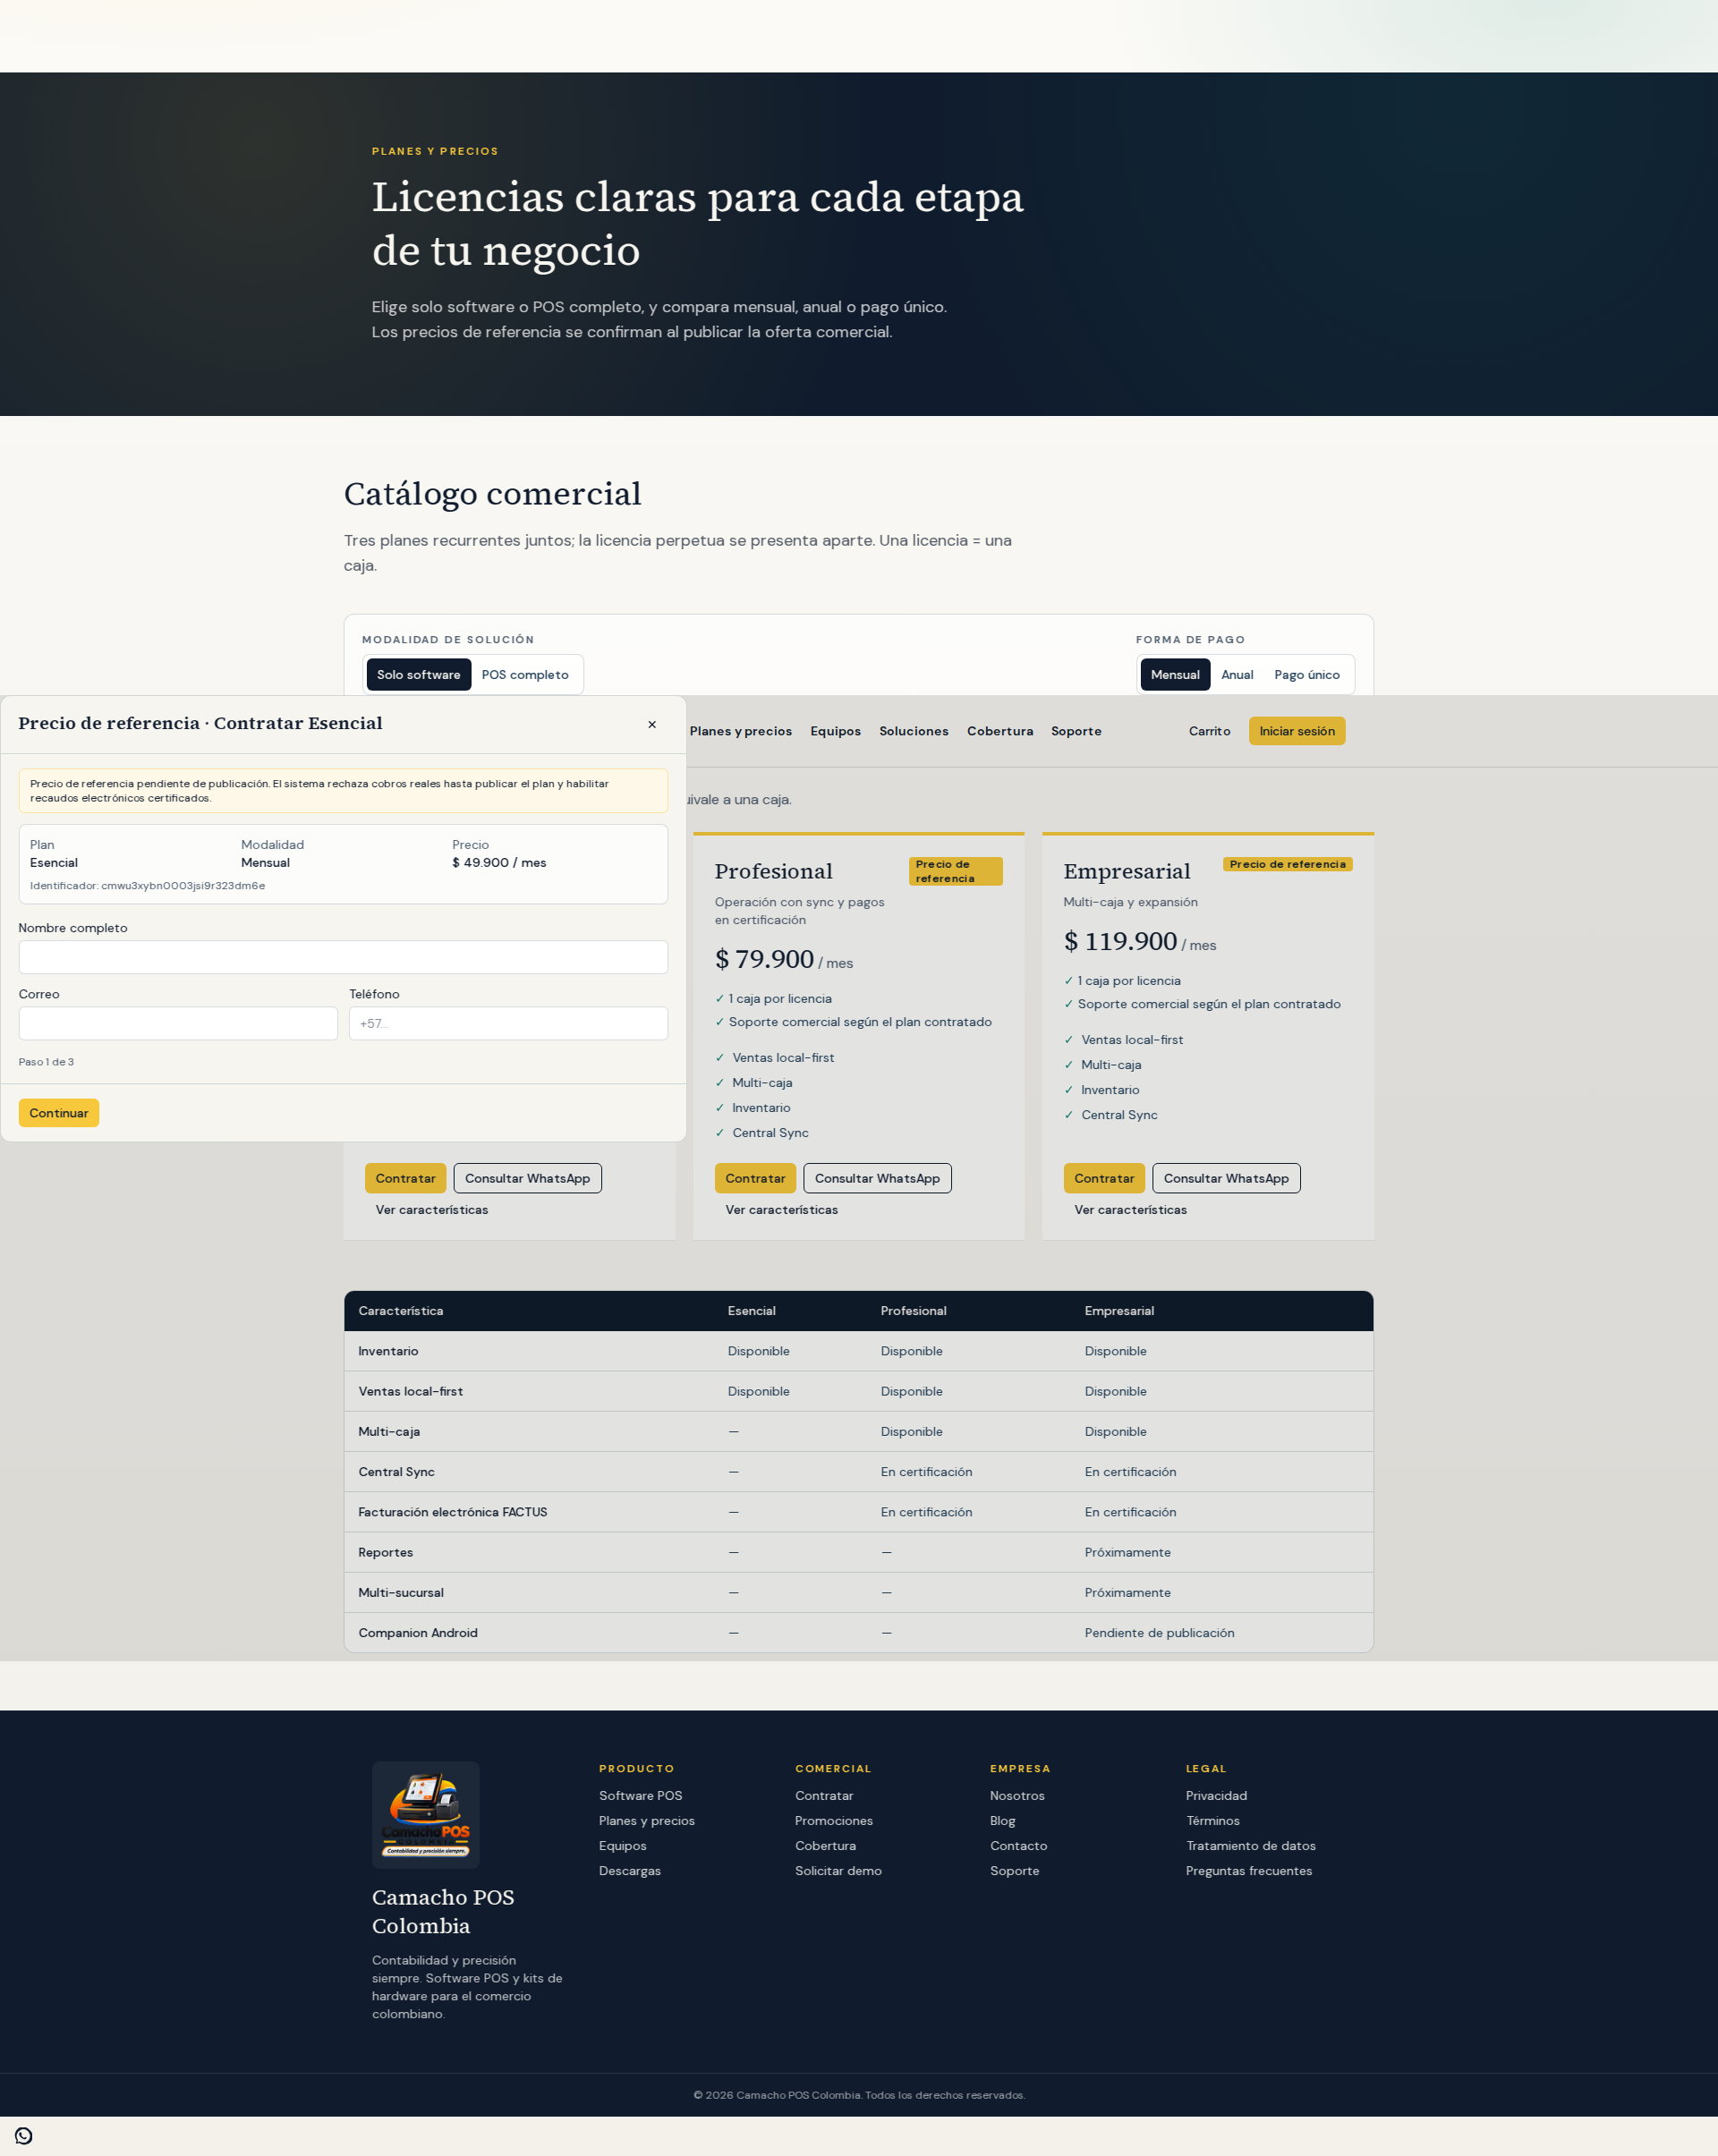 PLANES Y PRECIOS
Licencias claras para cada etapa
de tu negocio
Elige solo software o POS completo, y compara mensual, anual o pago único.
Los precios de referencia se confirman al publicar la oferta comercial.
Catálogo comercial
Tres planes recurrentes juntos; la licencia perpetua se presenta aparte. Una licencia = una
caja.
MODALIDAD DE SOLUCIÓN
FORMA DE PAGO
Solo software POS completo
Mensual Anual Pago único
Planes y precios Equipos Soluciones Cobertura Soporte Carrito Iniciar sesión
Precio de referencia · Contratar Esencial ×
Precio de referencia pendiente de publicación. El sistema rechaza cobros reales hasta publicar el plan y habilitar
recaudos electrónicos certificados.
Plan Modalidad Precio
Esencial Mensual $ 49.900 / mes
Identificador: cmwu3xybn0003jsi9r323dm6e
Nombre completo
Correo Teléfono
+57...
Paso 1 de 3
Continuar
a una caja.
Contratar Consultar WhatsApp
Ver características
Profesional
Precio de
referencia
Operación con sync y pagos
en certificación
$ 79.900 / mes
✓ 1 caja por licencia
✓ Soporte comercial según el plan contratado
✓ Ventas local-first
✓ Multi-caja
✓ Inventario
✓ Central Sync
Contratar Consultar WhatsApp
Ver características
Empresarial
Precio de referencia
Multi-caja y expansión
$ 119.900 / mes
✓ 1 caja por licencia
✓ Soporte comercial según el plan contratado
✓ Ventas local-first
✓ Multi-caja
✓ Inventario
✓ Central Sync
Contratar Consultar WhatsApp
Ver características
Característica Esencial Profesional Empresarial
Inventario Disponible Disponible Disponible
Ventas local-first Disponible Disponible Disponible
Multi-caja — Disponible Disponible
Central Sync — En certificación En certificación
Facturación electrónica FACTUS — En certificación En certificación
Reportes — — Próximamente
Multi-sucursal — — Próximamente
Companion Android — — Pendiente de publicación
CamachoPOS
COLOMBIA
Contabilidad y precisión siempre.
Camacho POS
Colombia
Contabilidad y precisión
siempre. Software POS y kits de
hardware para el comercio
colombiano.
PRODUCTO
Software POS
Planes y precios
Equipos
Descargas
COMERCIAL
Contratar
Promociones
Cobertura
Solicitar demo
EMPRESA
Nosotros
Blog
Contacto
Soporte
LEGAL
Privacidad
Términos
Tratamiento de datos
Preguntas frecuentes
© 2026 Camacho POS Colombia. Todos los derechos reservados.